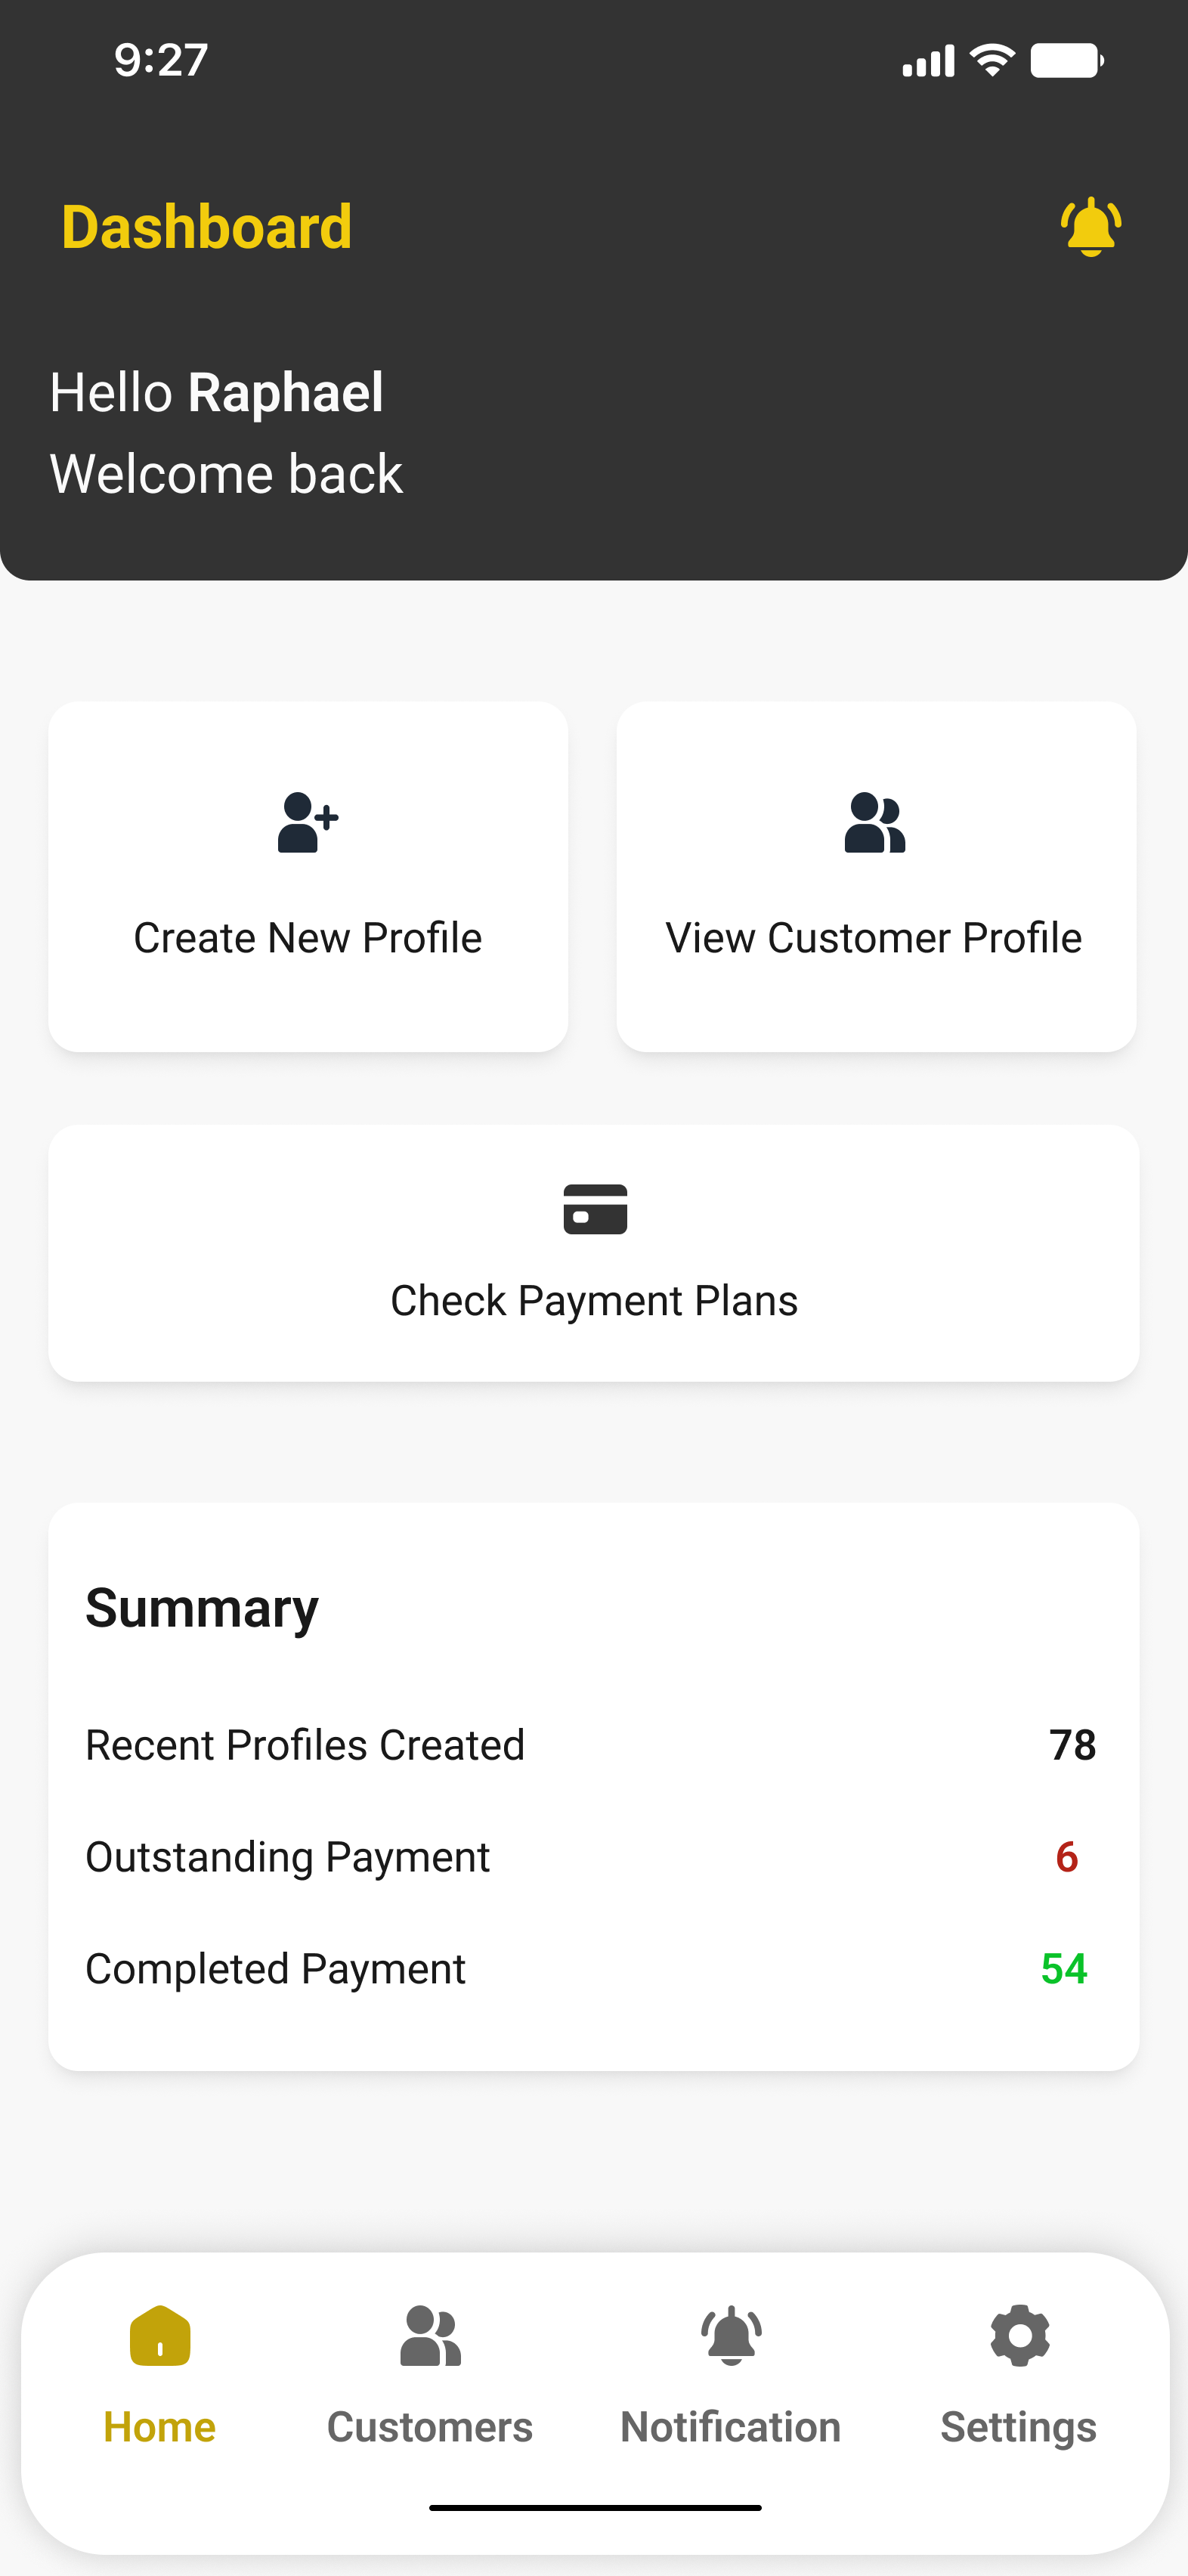 9:27
Dashboard
Hello Raphael
Welcome back
Create New Profile
View Customer Profile
Check Payment Plans
Summary
Recent Profiles Created 78
Outstanding Payment 6
Completed Payment 54
Home Customers Notification Settings